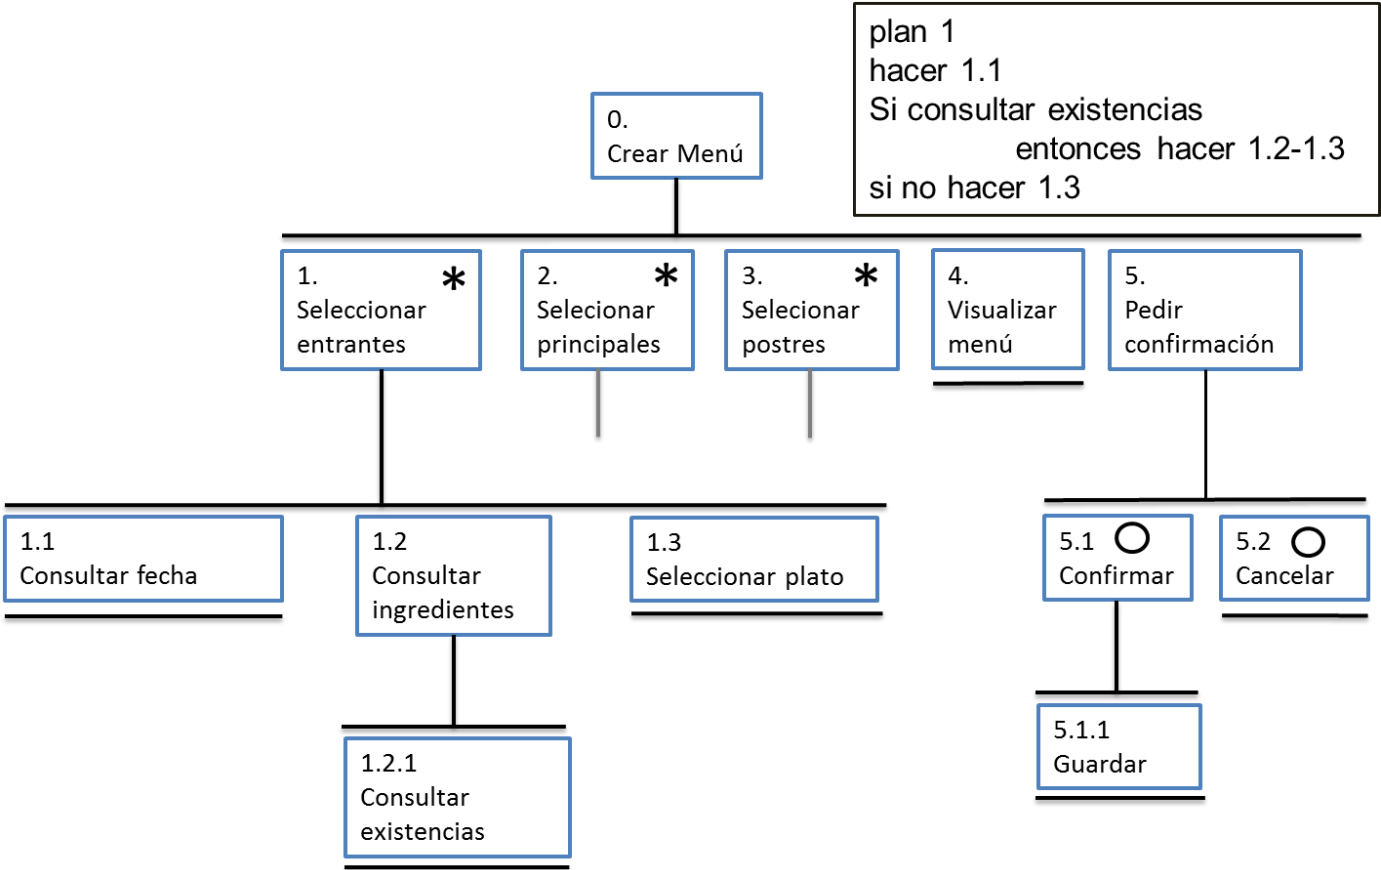 plan 1
hacer 1.1
Si consultar existencias
entonces hacer 1.2-1.3
si no hacer 1.3
0.
Crear Menú
1. *
Seleccionar
entrantes
2. *
Selecionar
principales
3. *
Selecionar
postres
4.
Visualizar
menú
5.
Pedir
confirmación
1.1
Consultar fecha
1.2
Consultar
ingredientes
1.3
Seleccionar plato
5.1
Confirmar
5.2
Cancelar
1.2.1
Consultar
existencias
5.1.1
Guardar